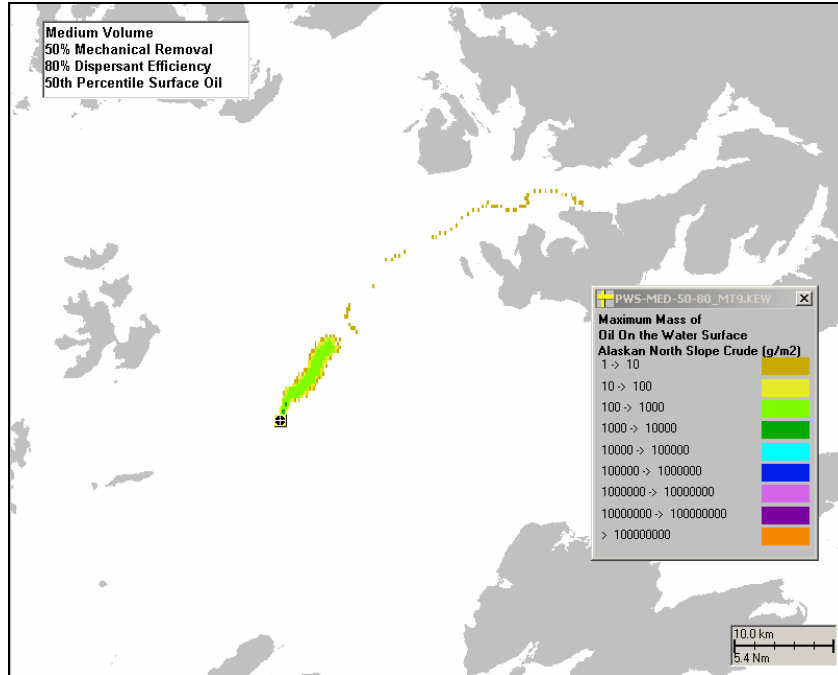 Medium Volume
50% Mechanical Removal
80% Dispersant Efficiency
50th Percentile Surface Oil
PWS-MED-50-80_MT9.KEW
Maximum Mass of
Oil On the Water Surface
Alaskan North Slope Crude (g/m2)
1 -> 10
10 -> 100
100 -> 1000
1000 -> 10000
10000 -> 100000
100000 -> 1000000
1000000 -> 10000000
10000000 -> 100000000
> 100000000
10.0 km
5.4 Nm